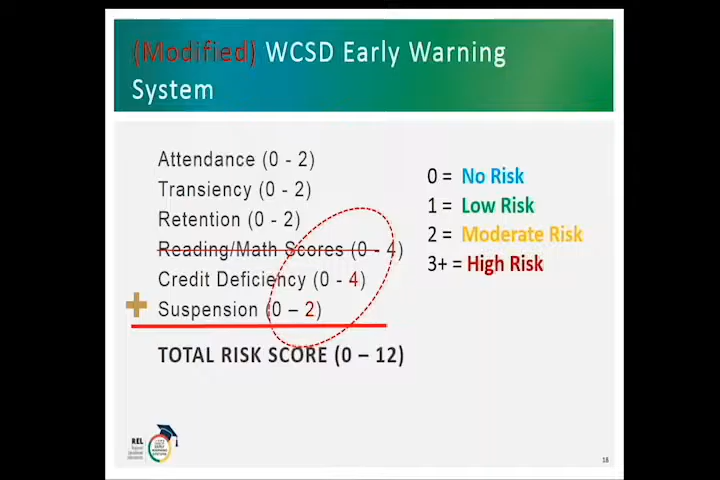 (Modified) WCSD Early Warning
System
Attendance (0 - 2)
Transiency (0 - 2)
Retention (0 - 2)
Reading/Math Scores (0 - 4)
Credit Deficiency (0 - 4)
+ Suspension (0 – 2)
TOTAL RISK SCORE (0 – 12)
0 = No Risk
1 = Low Risk
2 = Moderate Risk
3+ = High Risk
REL
18